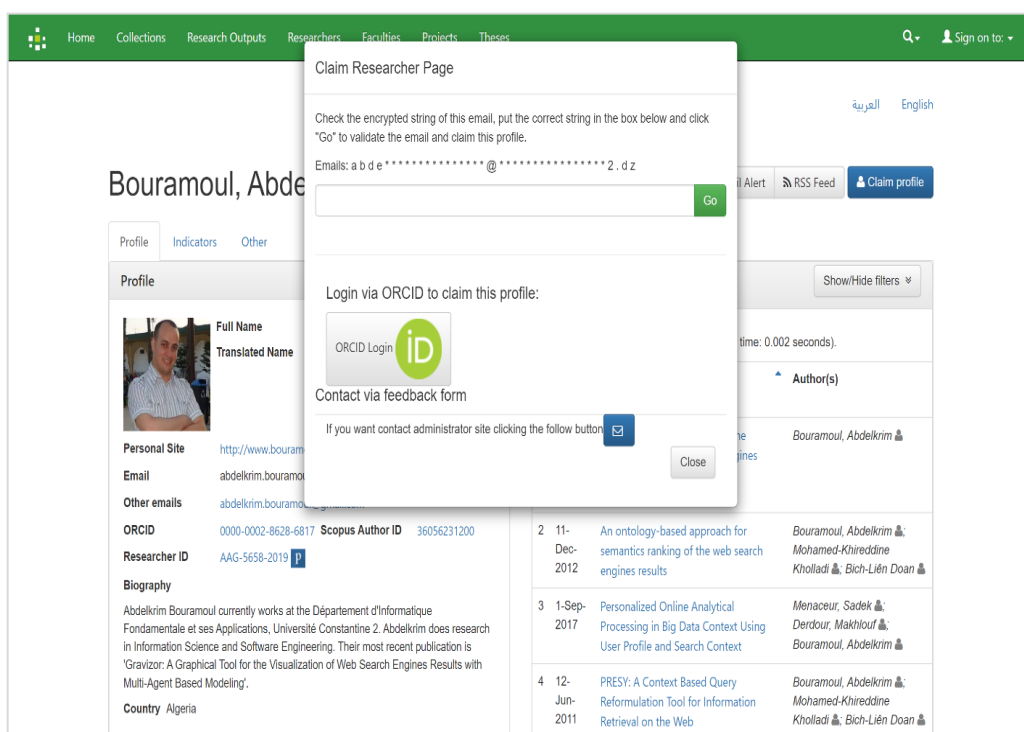 Home Collections Research Outputs Researchers Faculties Projects Theses Sign on to:
العربية English
Bouramoul, Abde
il Alert RSS Feed Claim profile
Claim Researcher Page
Check the encrypted string of this email, put the correct string in the box below and click
"Go" to validate the email and claim this profile.
Emails: a b d e * * * * * * * * * * * * * * * @ * * * * * * * * * * * * * * * * 2 . d z
Go
Login via ORCID to claim this profile:
ORCID Login iD
Contact via feedback form
If you want contact administrator site clicking the follow button
Close
Profile Indicators Other
Profile
Full Name
Translated Name
Personal Site http://www.bouram
Email abdelkrim.bouramo
Other emails
ORCID 0000-0002-8628-6817 Scopus Author ID 36056231200
Researcher ID AAG-5658-2019 P
Biography
Abdelkrim Bouramoul currently works at the Département d'Informatique
Fondamentale et ses Applications, Université Constantine 2. Abdelkrim does research
in Information Science and Software Engineering. Their most recent publication is
'Gravizor: A Graphical Tool for the Visualization of Web Search Engines Results with
Multi-Agent Based Modeling'.
Country Algeria
Show/Hide filters
time: 0.002 seconds).
Author(s)
Bouramoul, Abdelkrim
gines
2 11-Dec-2012 An ontology-based approach for
semantics ranking of the web search
engines results
Bouramoul, Abdelkrim;
Mohamed-Khireddine
Kholladi; Bich-Liên Doan
3 1-Sep-2017 Personalized Online Analytical
Processing in Big Data Context Using
User Profile and Search Context
Menaceur, Sadek;
Derdour, Makhlouf;
Bouramoul, Abdelkrim
4 12-Jun-2011 PRESY: A Context Based Query
Reformulation Tool for Information
Retrieval on the Web
Bouramoul, Abdelkrim;
Mohamed-Khireddine
Kholladi; Bich-Liên Doan